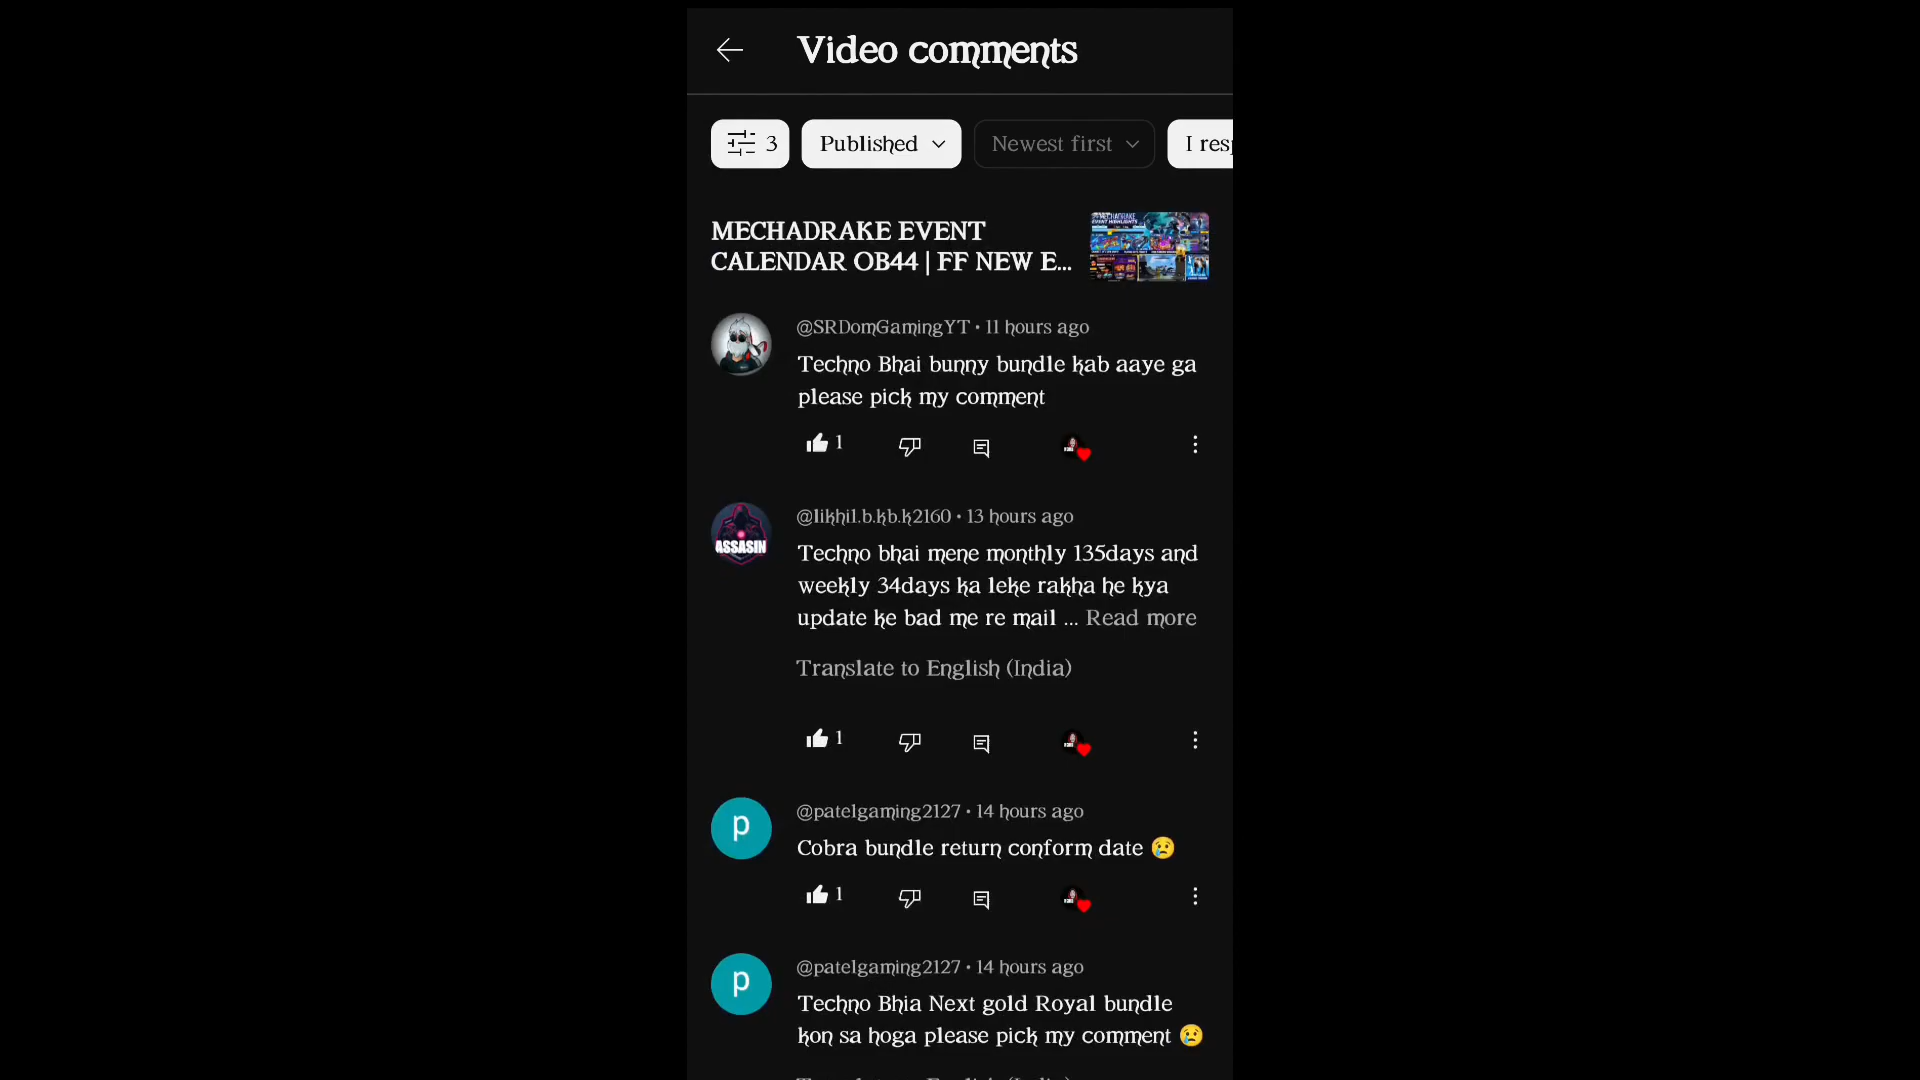 Video comments
3
Published
Newest first
I res
MECHADRAKE EVENT
CALENDAR OB44 | FF NEW E...
MECHADRAKE
EVENT HIGHLIGHTS
@SRDomGamingYT • 11 hours ago
Techno Bhai bunny bundle kab aaye ga
please pick my comment
1
@likhil.b.kb.k2160 • 13 hours ago
ASSASIN
Techno bhai mene monthly 135days and
weekly 34days ka leke rakha he kya
update ke bad me re mail ... Read more
Translate to English (India)
1
@patelgaming2127 • 14 hours ago
p
Cobra bundle return conform date 😢
1
@patelgaming2127 • 14 hours ago
p
Techno Bhia Next gold Royal bundle
kon sa hoga please pick my comment 😢